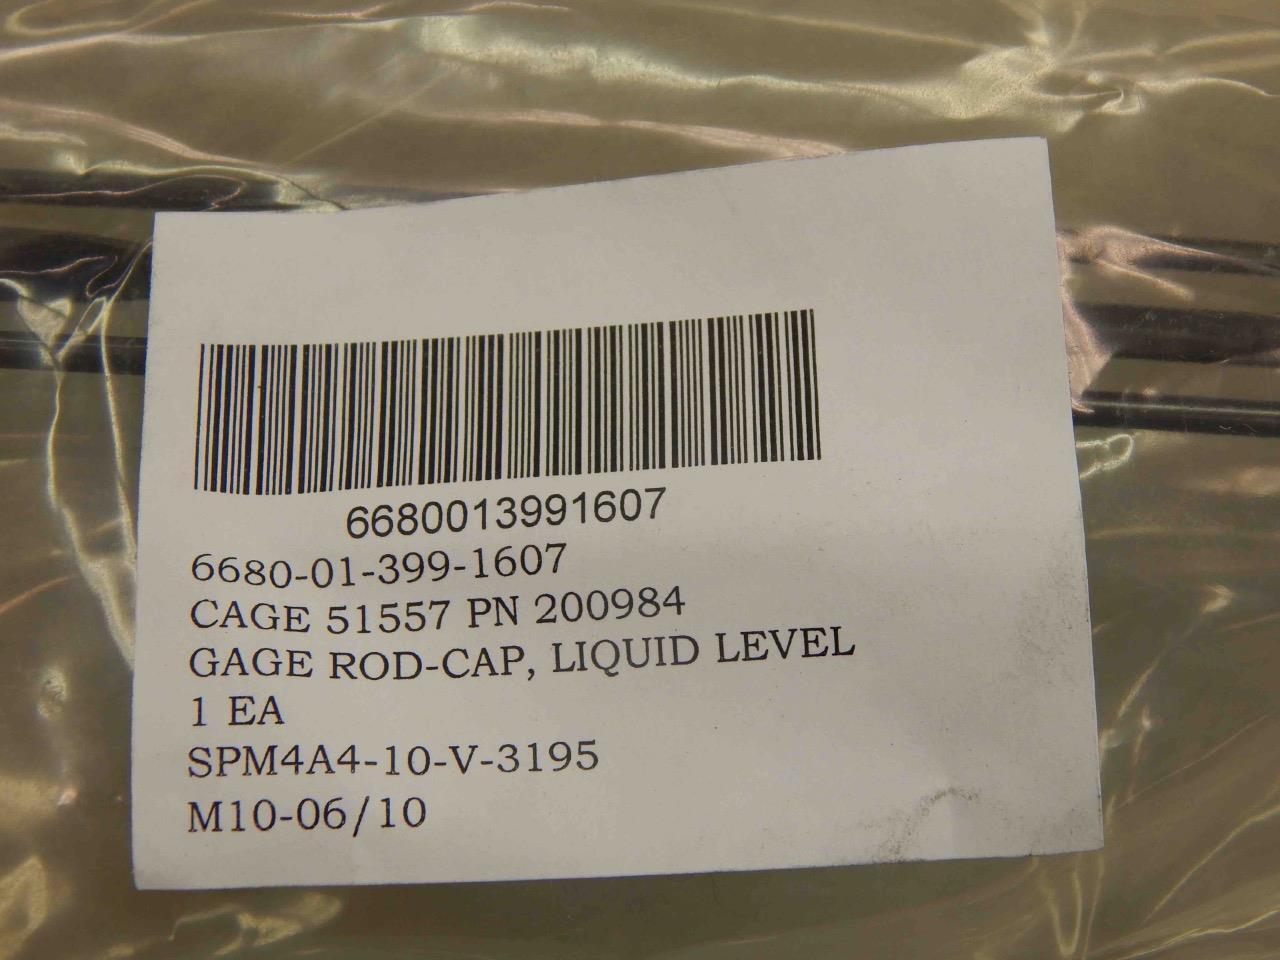 6680013991607
6680-01-399-1607
CAGE 51557 PN 200984
GAGE ROD-CAP, LIQUID LEVEL
1 EA
SPM4A4-10-V-3195
M10-06/10